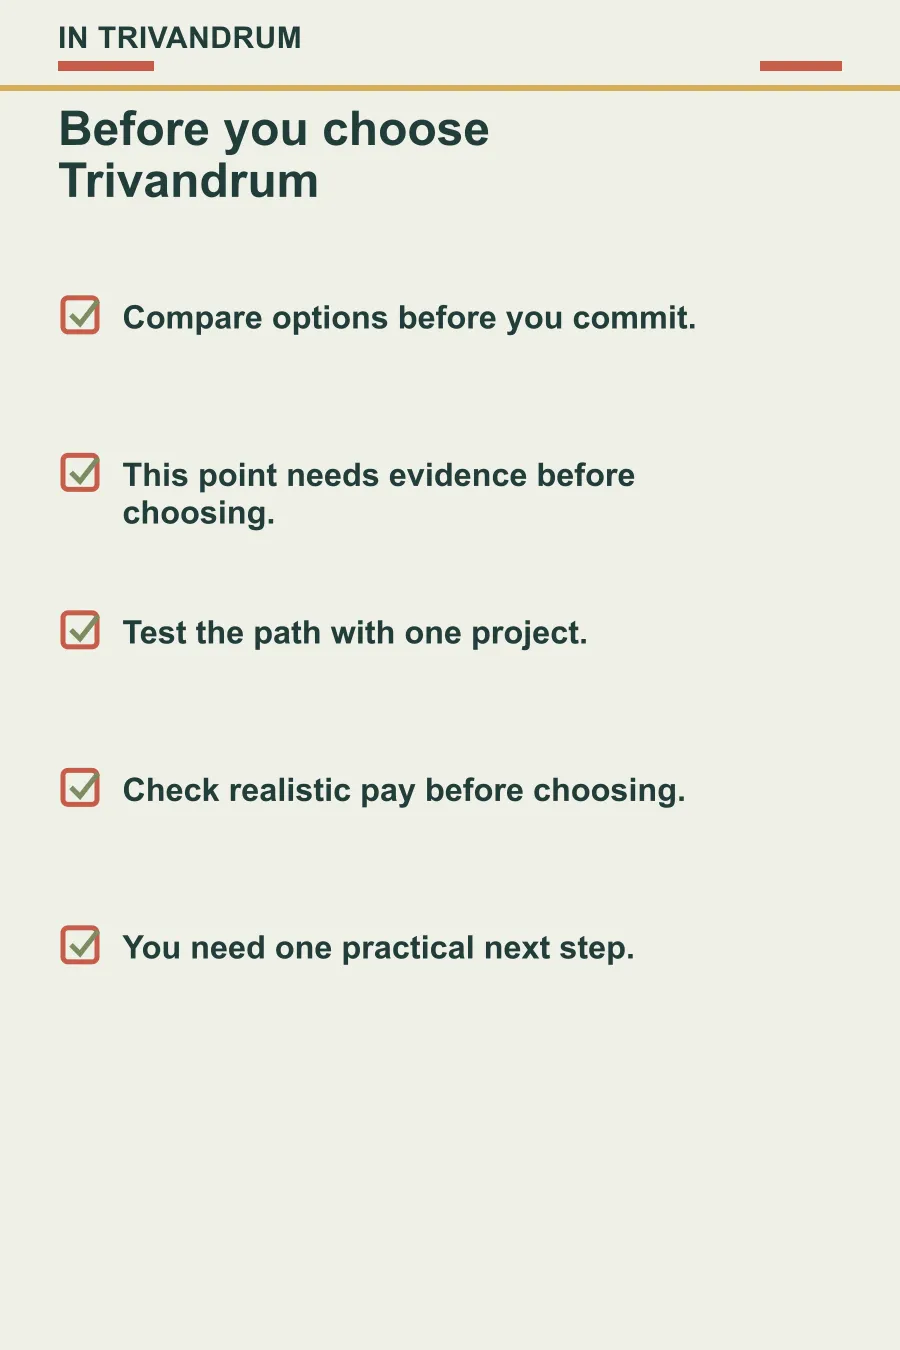 IN TRIVANDRUM
Before you choose
Trivandrum
Compare options before you commit.
This point needs evidence before
choosing.
Test the path with one project.
Check realistic pay before choosing.
You need one practical next step.